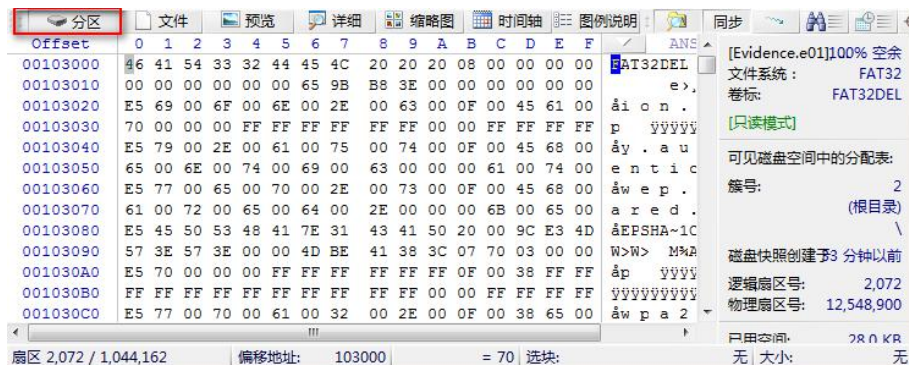 分区 文件 预览 详细 缩略图 时间轴 图例说明 同步
Offset 0 1 2 3 4 5 6 7 8 9 A B C D E F ANS
00103000 46 41 54 33 32 44 45 4C 20 20 20 08 00 00 00 00 FAT32DEL
00103010 00 00 00 00 00 00 65 9B B8 3E 00 00 00 00 00 00 e›,
00103020 E5 69 00 6F 00 6E 00 2E 00 63 00 0F 00 45 61 00 åi o n .
00103030 70 00 00 00 FF FF FF FF FF FF 00 00 FF FF FF FF p ÿÿÿÿÿ
00103040 E5 79 00 2E 00 61 00 75 00 74 00 0F 00 45 68 00 åy . a u
00103050 65 00 6E 00 74 00 69 00 63 00 00 00 61 00 74 00 e n t i c
00103060 E5 77 00 65 00 70 00 2E 00 73 00 0F 00 45 68 00 åw e p .
00103070 61 00 72 00 65 00 64 00 2E 00 00 00 6B 00 65 00 a r e d .
00103080 E5 45 50 53 48 41 7E 31 43 41 50 20 00 9C E3 4D åEPSHA~1C
00103090 57 3E 57 3E 00 00 4D BE 41 38 3C 07 70 03 00 00 W>W> M¾A
001030A0 E5 70 00 00 00 FF FF FF FF FF FF 0F 00 38 FF FF åp ÿÿÿÿ
001030B0 FF FF FF FF FF FF FF FF FF FF 00 00 FF FF FF FF ÿÿÿÿÿÿÿÿÿ
001030C0 E5 77 00 70 00 61 00 32 00 2E 00 0F 00 38 65 00 åw p a 2
[Evidence.e01] 100% 空余
文件系统: FAT32
卷标: FAT32DEL
[只读模式]
可见磁盘空间中的分配表:
簇号: 2
(根目录)
\
磁盘快照创建于 3 分钟以前
逻辑扇区号: 2,072
物理扇区号: 12,548,900
已用空间: 28.0 KB
扇区 2,072 / 1,044,162 偏移地址: 103000 = 70 选块: 无 大小: 无